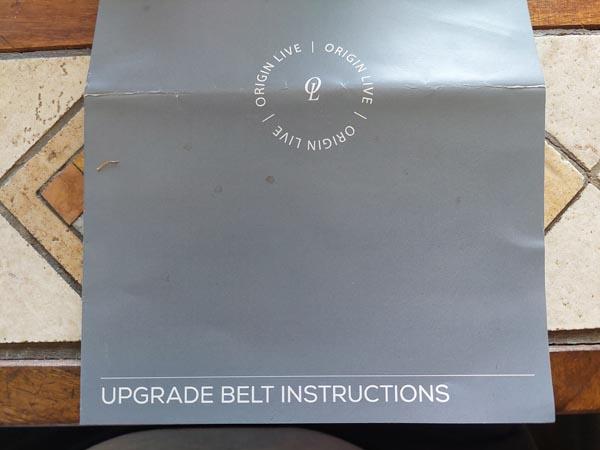 ORIGIN LIVE | ORIGIN LIVE | ORIGIN LIVE |
OL
UPGRADE BELT INSTRUCTIONS